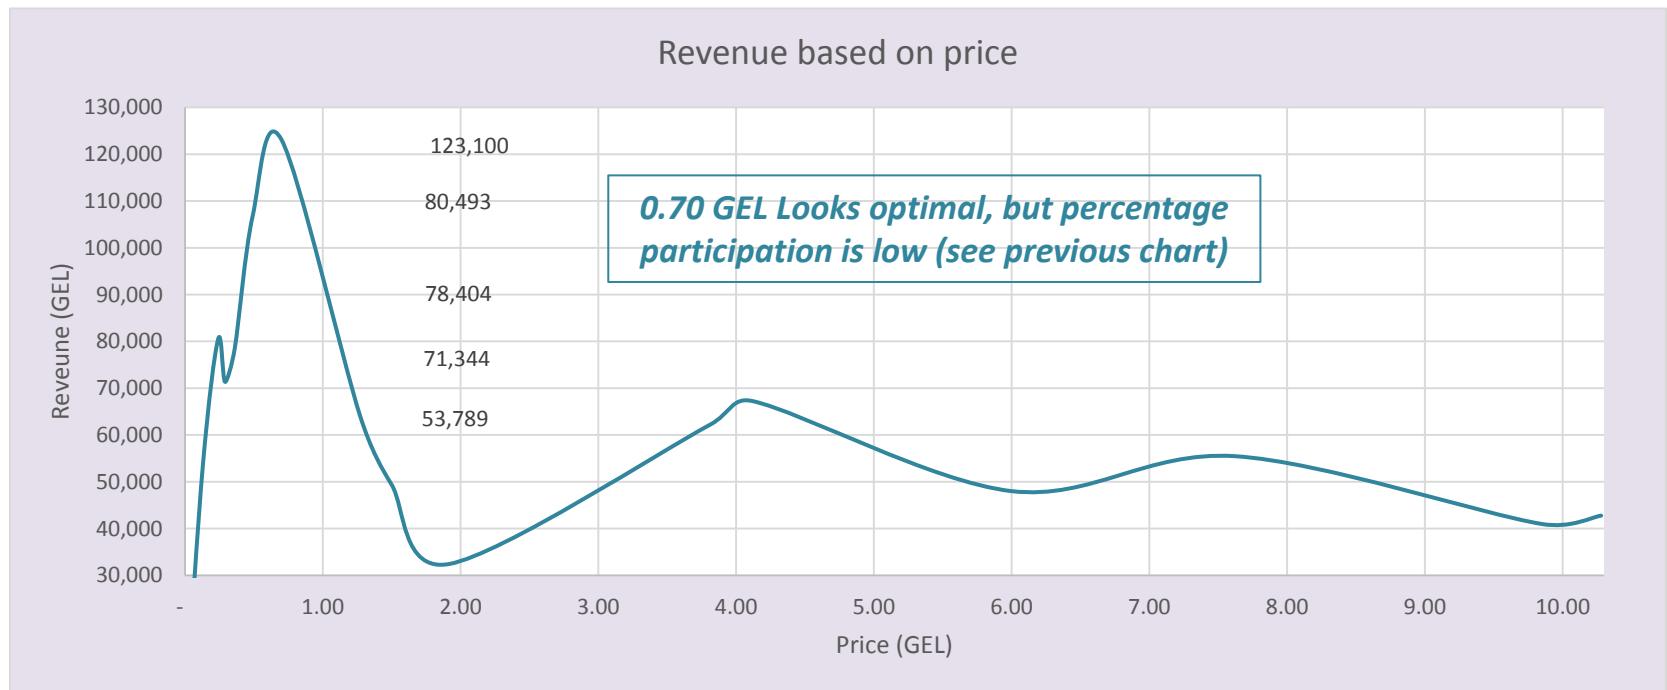 Revenue based on price
130,000
120,000
110,000
100,000
90,000
80,000
70,000
60,000
50,000
40,000
30,000
Reveune (GEL)
123,100
80,493
78,404
71,344
53,789
0.70 GEL Looks optimal, but percentage
participation is low (see previous chart)
- 1.00 2.00 3.00 4.00 5.00 6.00 7.00 8.00 9.00 10.00
Price (GEL)